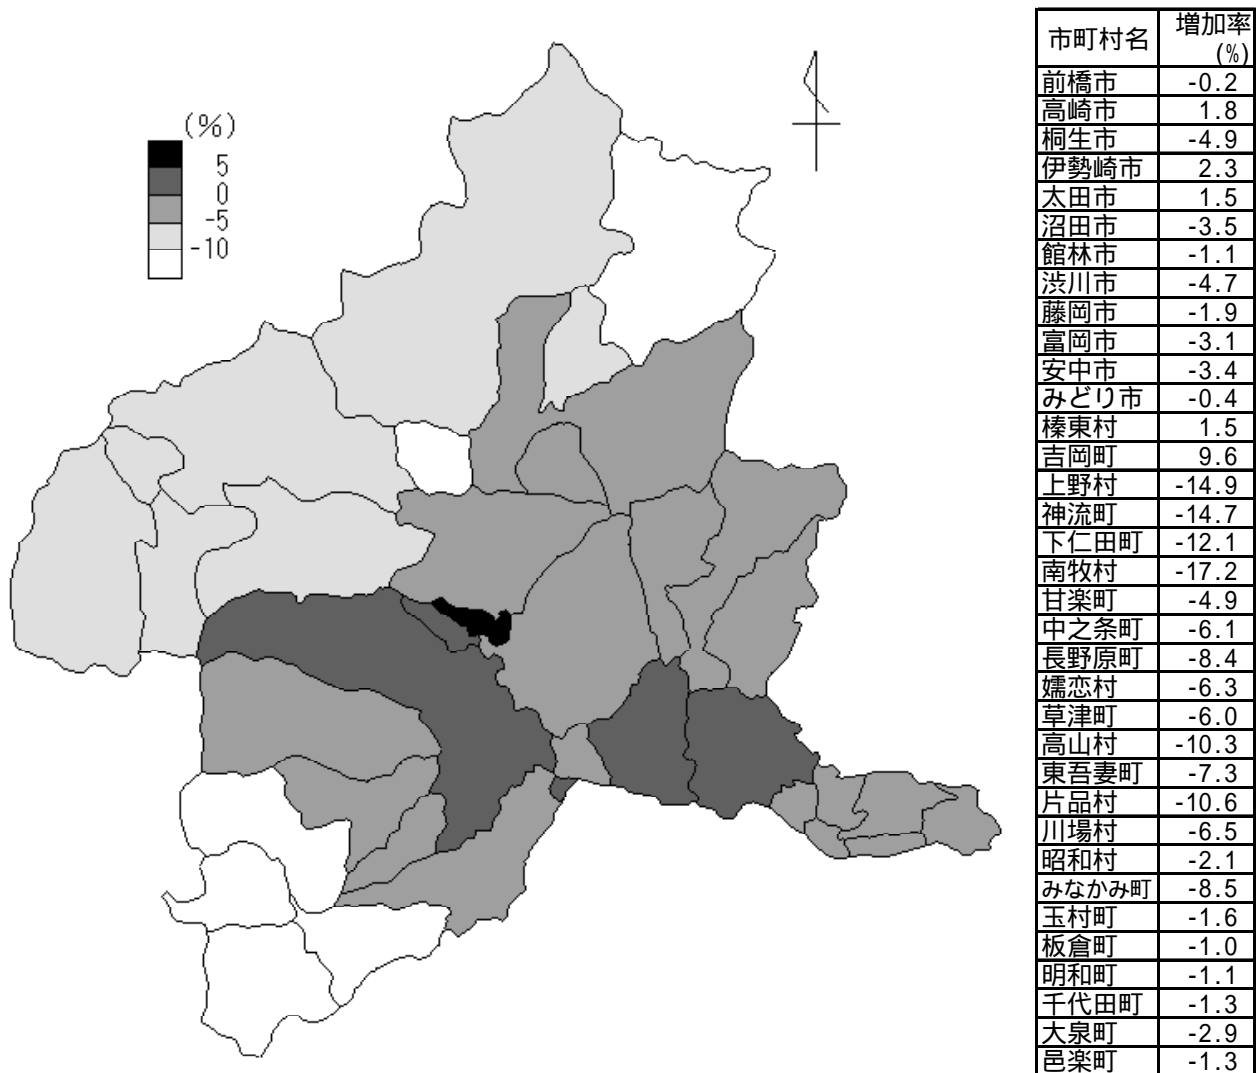 (%)
5
0
-5
-10
市町村名 増加率(%)
前橋市 -0.2
高崎市 1.8
桐生市 -4.9
伊勢崎市 2.3
太田市 1.5
沼田市 -3.5
館林市 -1.1
渋川市 -4.7
藤岡市 -1.9
富岡市 -3.1
安中市 -3.4
みどり市 -0.4
榛東村 1.5
吉岡町 9.6
上野村 -14.9
神流町 -14.7
下仁田町 -12.1
南牧村 -17.2
甘楽町 -4.9
中之条町 -6.1
長野原町 -8.4
嬬恋村 -6.3
草津町 -6.0
高山村 -10.3
東吾妻町 -7.3
片品村 -10.6
川場村 -6.5
昭和村 -2.1
みなかみ町 -8.5
玉村町 -1.6
板倉町 -1.0
明和町 -1.1
千代田町 -1.3
大泉町 -2.9
邑楽町 -1.3